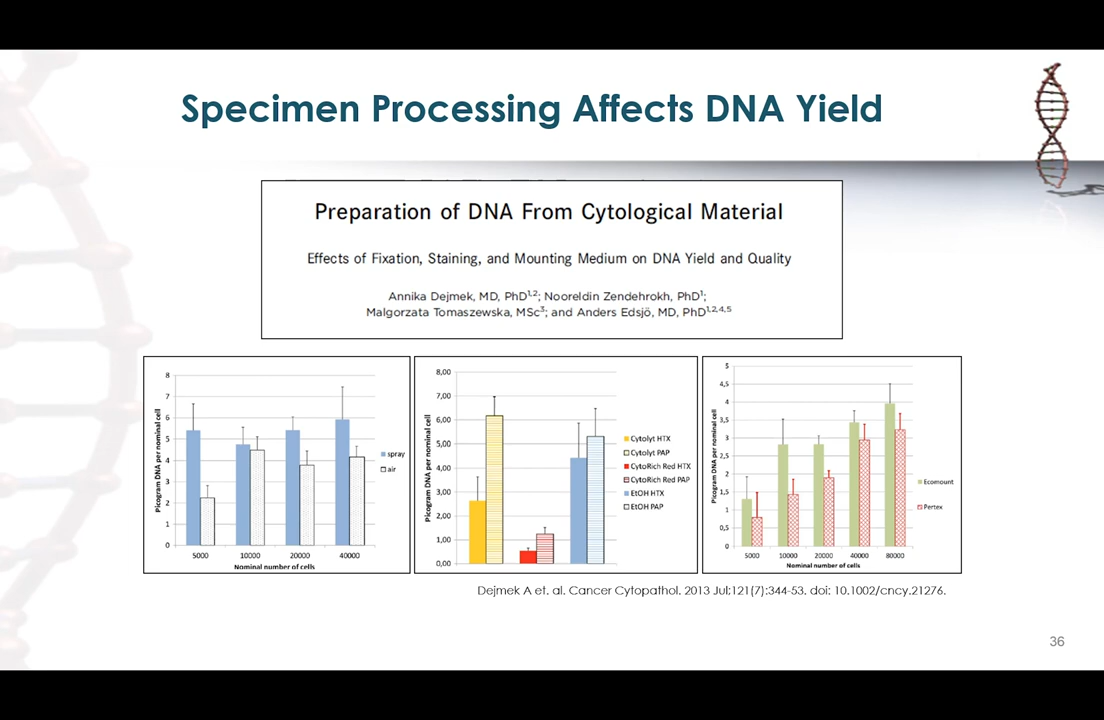 Specimen Processing Affects DNA Yield
Preparation of DNA From Cytological Material
Effects of Fixation, Staining, and Mounting Medium on DNA Yield and Quality
Annika Dejmek, MD, PhD1,2; Nooreldin Zendehrokh, PhD1;
Malgorzata Tomaszewska, MSc3; and Anders Edsjö, MD, PhD1,2,4,5
Picogram DNA per nominal cell
8
7
6
5
4
3
2
1
0
5000 10000 20000 40000
Nominal number of cells
spray
air
Picogram DNA per nominal cell
8,00
7,00
6,00
5,00
4,00
3,00
2,00
1,00
0,00
Cytolyt HTX
Cytolyt PAP
CytoRich Red HTX
CytoRich Red PAP
EtOH HTX
EtOH PAP
Picogram DNA per nominal cell
5
4,5
4
3,5
3
2,5
2
1,5
1
0,5
0
5000 10000 20000 40000 80000
Nominal number of cells
Ecomount
Pertex
Dejmek A et. al. Cancer Cytopathol. 2013 Jul;121(7):344-53. doi: 10.1002/cncy.21276.
36